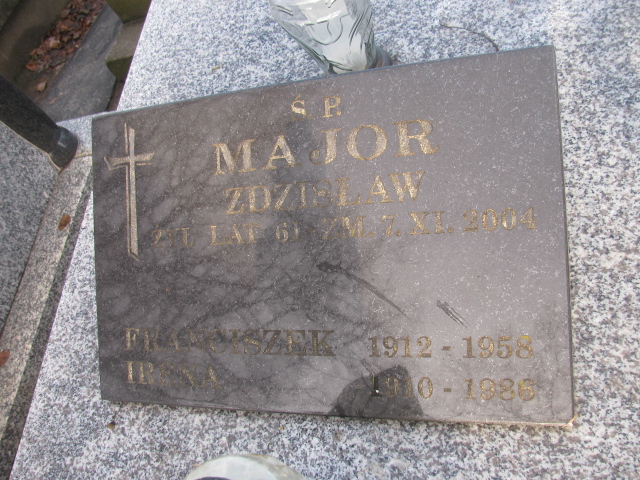 Ś. P.
MAJOR
ZDZISŁAW
ŻYŁ LAT 61 ZM. 7. XI. 2004
FRANCISZEK 1912 - 1958
IRENA 1910 - 1986